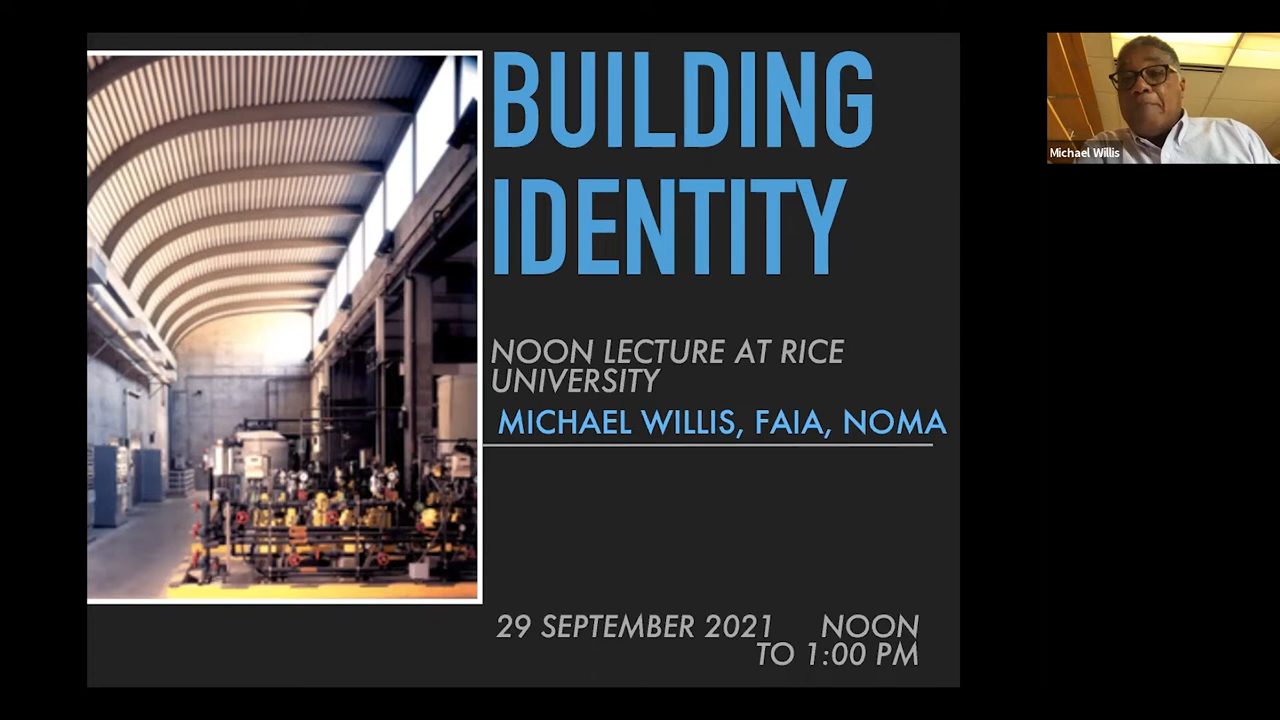 BUILDING
IDENTITY
NOON LECTURE AT RICE
UNIVERSITY
MICHAEL WILLIS, FAIA, NOMA
29 SEPTEMBER 2021 NOON
TO 1:00 PM
Michael Willis